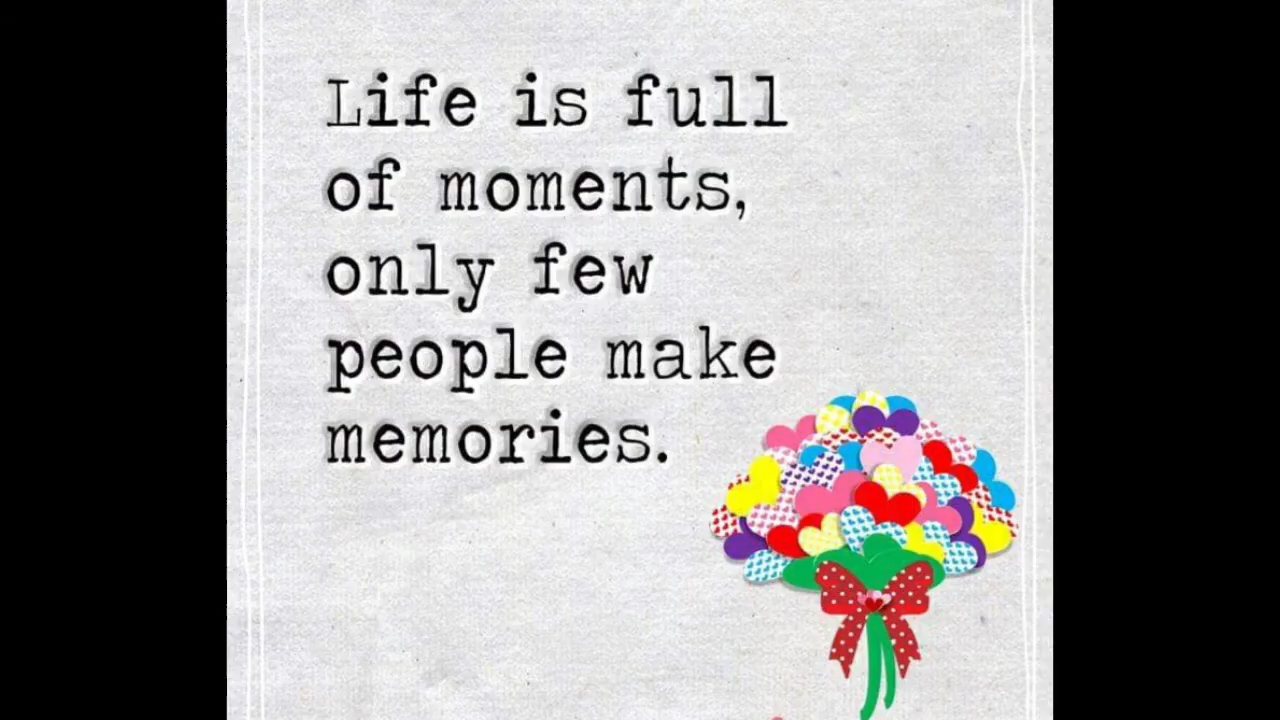 Life is full
of moments,
only few
people make
memories.